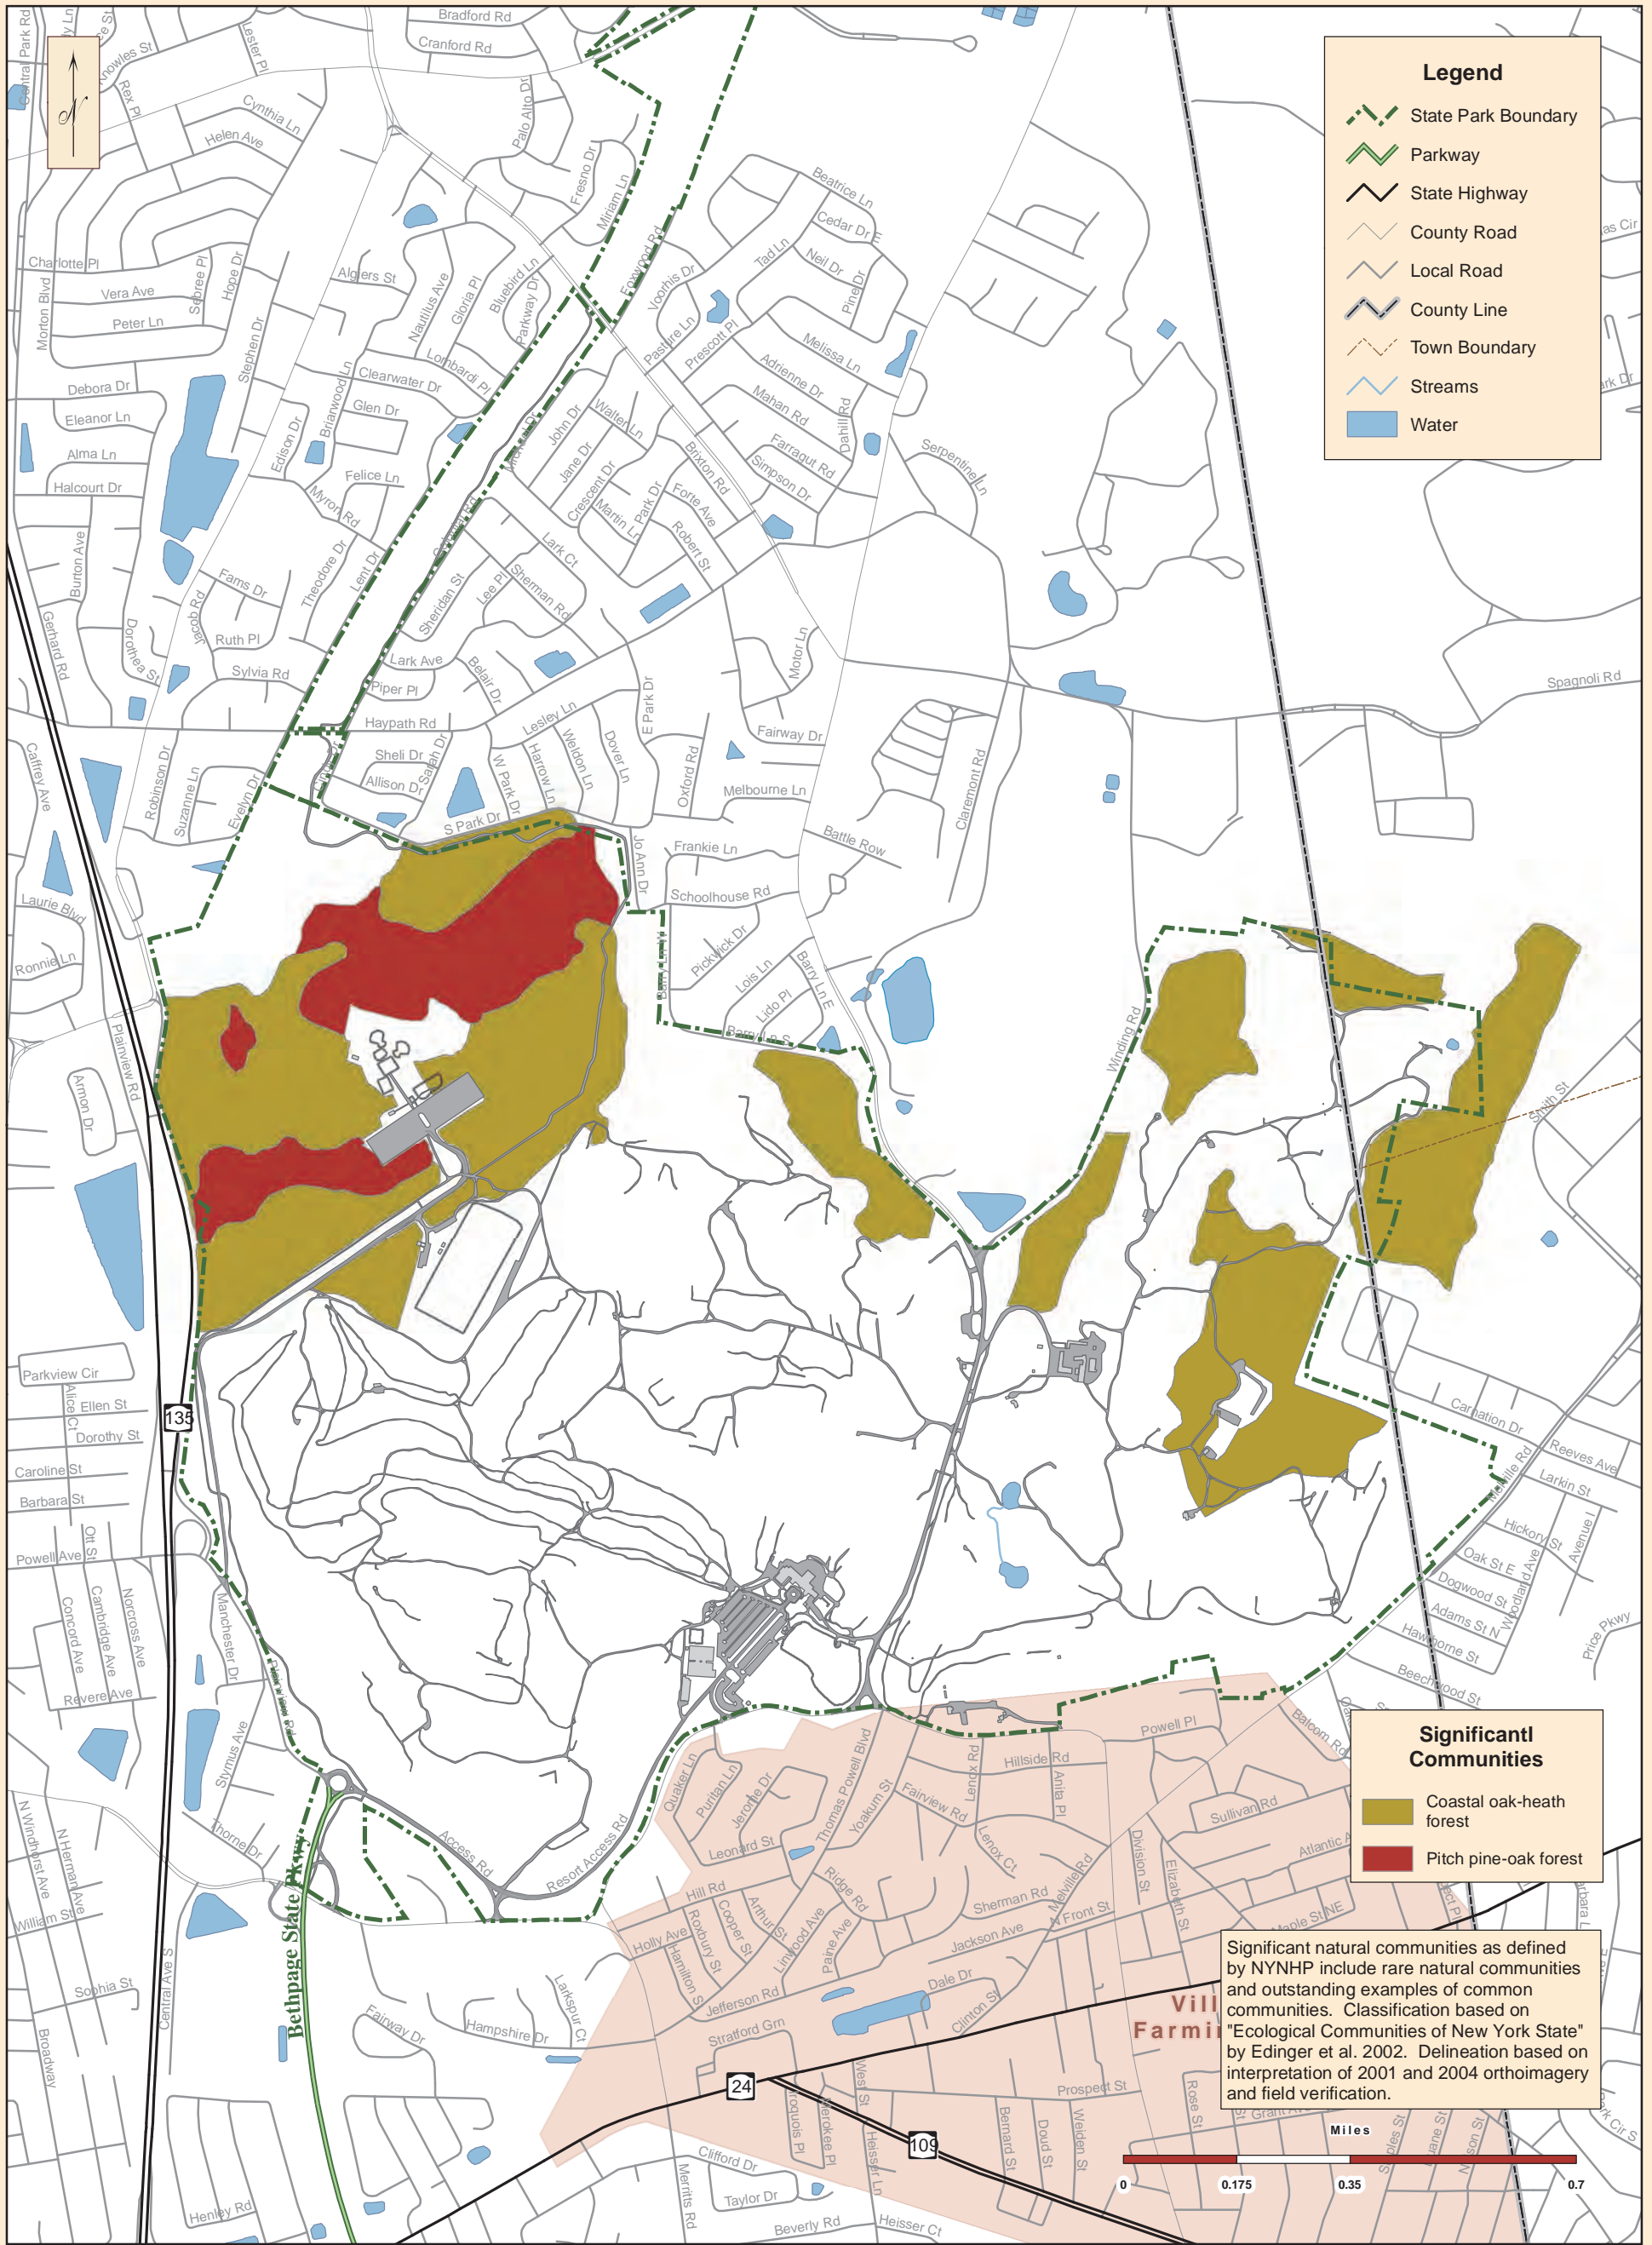 Bradford Rd
Cranford Rd
Central Park Rd
Knowles St
Lester Pl
Rex Pl
Cynthia Ln
Helen Ave
Palo Alto Dr
Fresno Dr
Miriam Ln
Foxwood Rd
N
Legend
State Park Boundary
Parkway
State Highway
County Road
Local Road
County Line
Town Boundary
Streams
Water
Beatrice Ln
Cedar Dr E
Tad Ln
Neil Dr
Pine Dr
Voorhis Dr
Pasture Ln
Prescott Pl
Melissa Ln
Adrienne Dr
Mahan Rd
Dahill Rd
Farragut Rd
Simpson Dr
Serpentine Ln
Charlotte Pl
Vera Ave
Peter Ln
Morton Blvd
Sebree Pl
Hope Dr
Stephen Dr
Algiers St
Nautilus Ave
Gloria Pl
Bluebird Ln
Parkway Dr
Lombardi Pl
Clearwater Dr
Glen Dr
Briarwood Ln
Edison Dr
Felice Ln
Myron Rd
Debora Dr
Eleanor Ln
Alma Ln
Halcourt Dr
Burton Ave
Gerhard Rd
Dorothea St
Jacob Rd
Fams Dr
Ruth Pl
Sylvia Rd
Theodore Dr
Lent Dr
John Dr
Walter Ln
Jane Dr
Crescent Dr
Martin Ln
Park Dr
Brixton Rd
Forte Ave
Robert St
Lark Ct
Sherman Rd
Lee Pl
Sheridan St
Lark Ave
Piper Pl
Belair Dr
Haypath Rd
Lesley Ln
E Park Dr
Motor Ln
Fairway Dr
Spagnoli Rd
Caffrey Ave
Robinson Dr
Suzanne Ln
Evelyn Dr
Sheli Dr
Allison Dr
Sarah Dr
W Park Dr
Harrow Ln
Weldon Ln
Dover Ln
Oxford Rd
Melbourne Ln
Claremont Rd
S Park Dr
Jo Ann Dr
Frankie Ln
Battle Row
Schoolhouse Rd
Laurie Blvd
Ronnie Ln
Pickwick Dr
Lois Ln
Lido Pl
Barry Ln E
Barry Ln W
Barry Ln S
Winding Rd
Plainview Rd
Armon Dr
Smith St
Parkview Cir
Alice Ct
Ellen St
Dorothy St
Caroline St
Barbara St
135
Carnation Dr
Reeves Ave
Larkin St
Melville Rd
Hickory St
Avenue I
Oak St E
Dogwood St
Woodland Ave
Adams St N
Hawthorne St
Beechwood St
Price Pkwy
Powell Ave
Ott St
Concord Ave
Cambridge Ave
Norcross Ave
Manchester Dr
Revere Ave
Plainview Rd
Stymus Ave
Thorne Dr
N Windhorst Ave
N Herman Ave
William St
Sophia St
Broadway
Central Ave S
Bethpage State Pkwy
Access Rd
Resort Access Rd
Fairway Dr
Hampshire Dr
Larkspur Ct
Henley Rd
Powell Pl
Balcom Rd
Hillside Rd
Lenox Rd
Anita Pl
Thomas Powell Blvd
Yoakum St
Fairview Rd
Lenox Ct
Quaker Ln
Puritan Ln
Jerome Dr
Leonard St
Sullivan Rd
Division St
Elizabeth St
Melville Rd
Hill Rd
Holly Ave
Hamilton S
Roxbury St
Cooper St
Arthur St
Linwood Ave
Ridge Rd
Paine Ave
Sherman Rd
N Front St
Jackson Ave
Maple St NE
Jefferson Rd
Dale Dr
Clinton St
Stratford Grn
24
109
West St
Prospect St
Cherokee Pl
Heisser Ln
Bernard St
Doud St
Weiden St
Rose St
Clifford Dr
Merritts Rd
Taylor Dr
Beverly Rd
Heisser Ct
Vill
Farmi
Significantl
Communities
Coastal oak-heath
forest
Pitch pine-oak forest
Significant natural communities as defined
by NYNHP include rare natural communities
and outstanding examples of common
communities. Classification based on
"Ecological Communities of New York State"
by Edinger et al. 2002. Delineation based on
interpretation of 2001 and 2004 orthoimagery
and field verification.
Miles
0 0.175 0.35 0.7